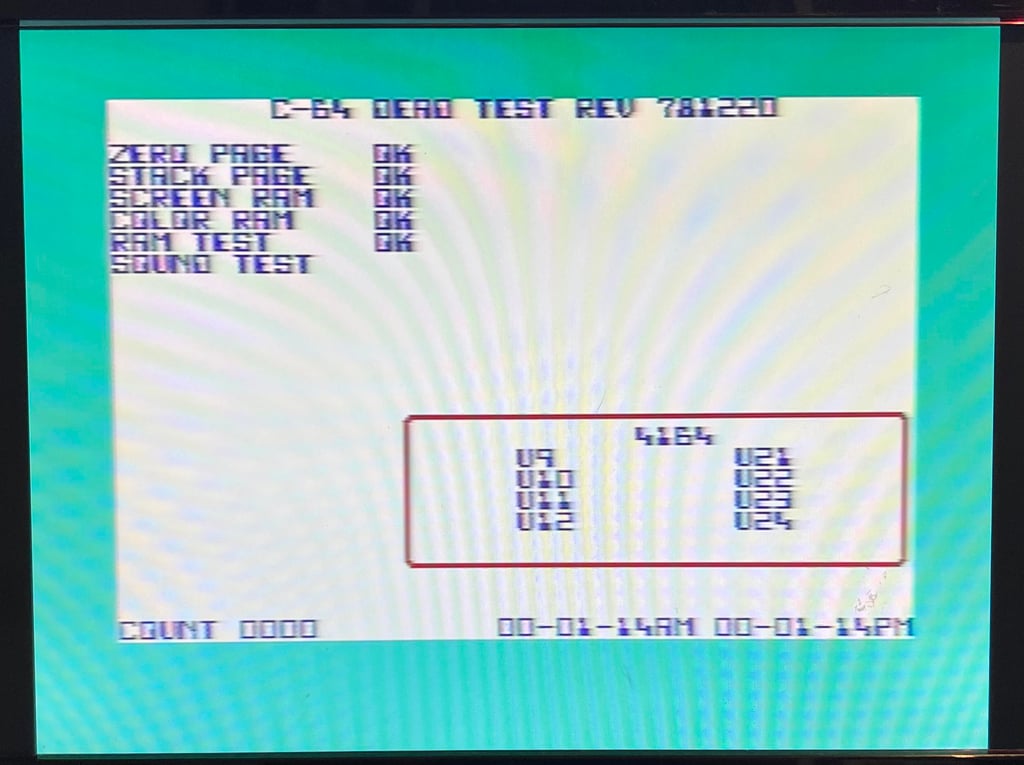 C-64 DEAD TEST REV 781220
ZERO PAGE OK
STACK PAGE OK
SCREEN RAM OK
COLOR RAM OK
RAM TEST OK
SOUND TEST
4164
U9 U21
U10 U22
U11 U23
U12 U24
COUNT 0000 00-01-14AM 00-01-14PM